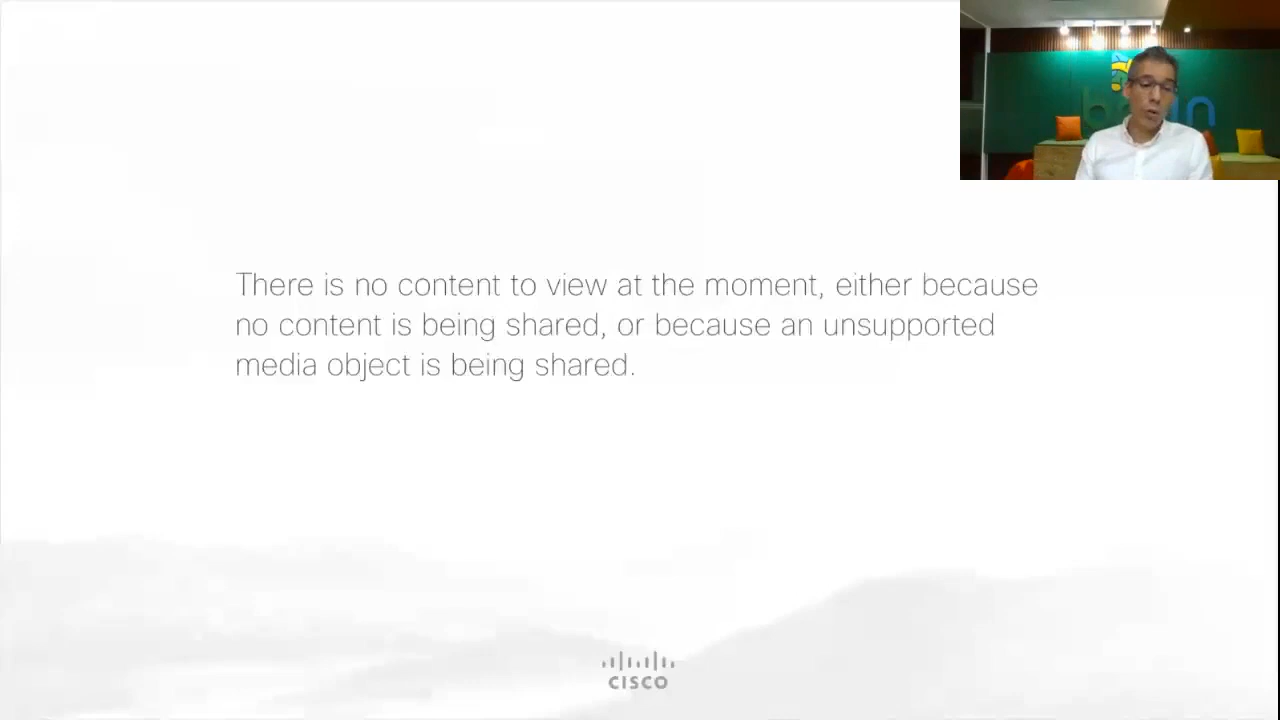 There is no content to view at the moment, either because
no content is being shared, or because an unsupported
media object is being shared.
CISCO